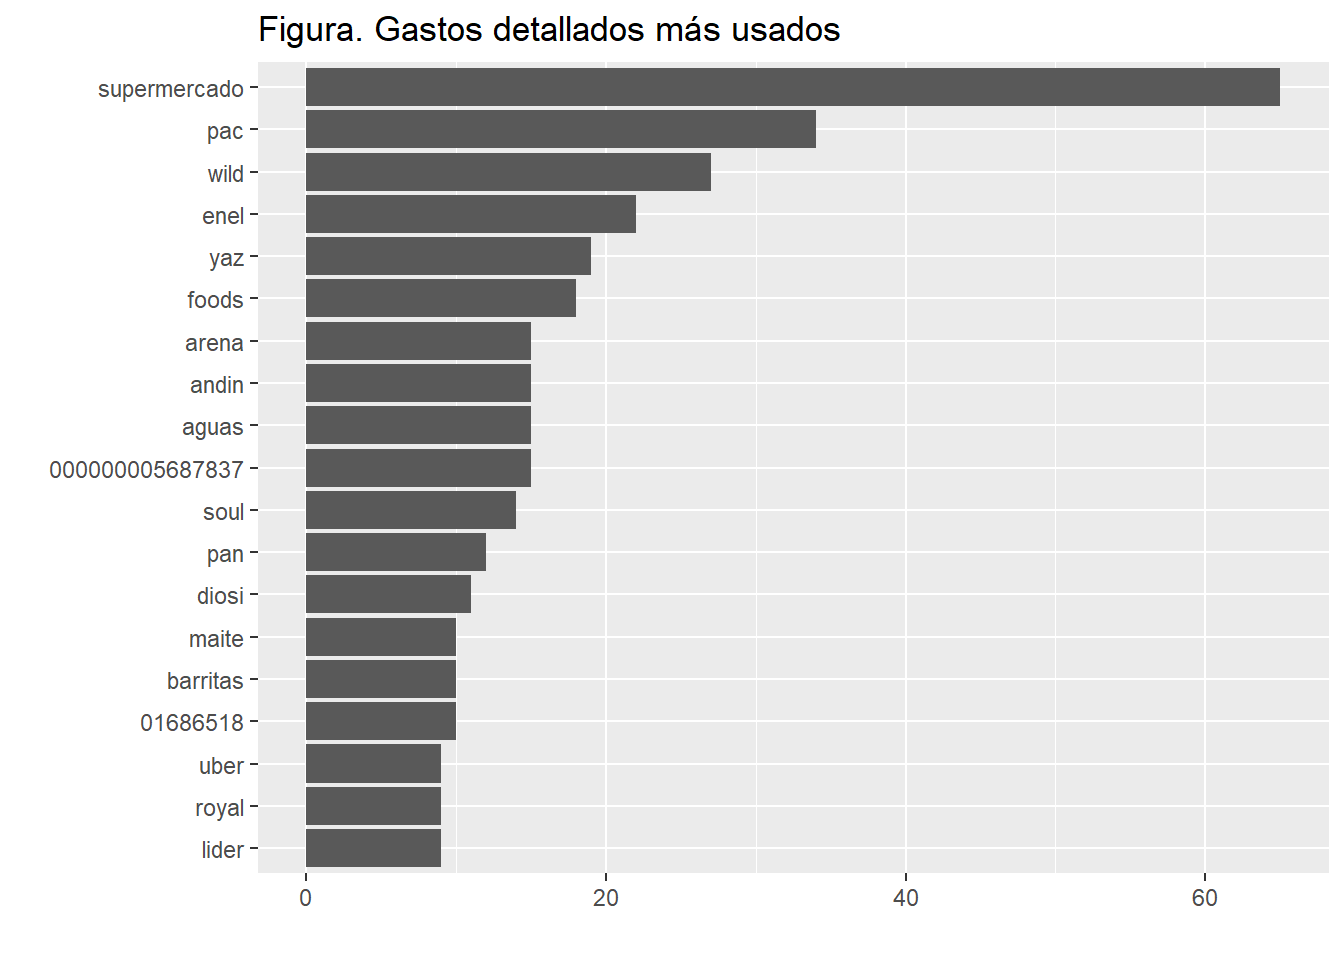 Figura. Gastos detallados más usados
supermercado
pac
wild
enel
yaz
foods
arena
andin
aguas
000000005687837
soul
pan
diosi
maite
barritas
01686518
uber
royal
lider
0 20 40 60